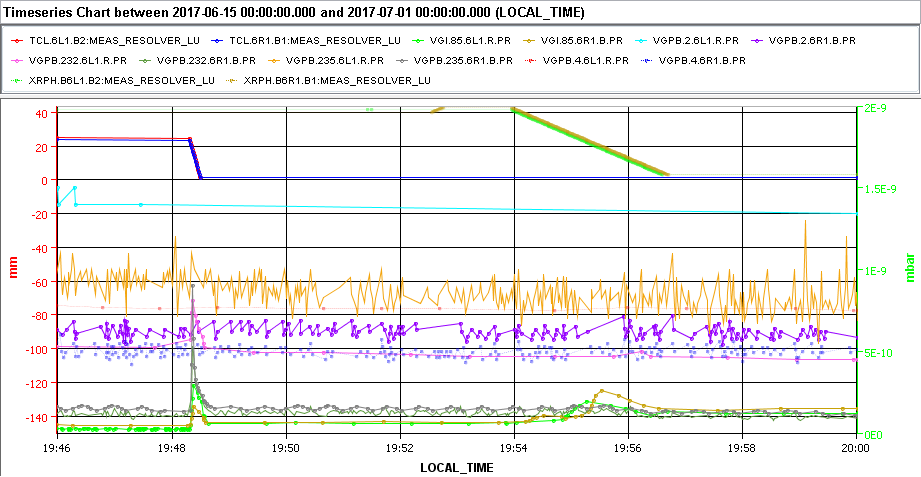 Timeseries Chart between 2017-06-15 00:00:00.000 and 2017-07-01 00:00:00.000 (LOCAL_TIME)
TCL.6L1.B2:MEAS_RESOLVER_LU TCL.6R1.B1:MEAS_RESOLVER_LU VGI.85.6L1.R.PR VGI.85.6R1.B.PR VGPB.2.6L1.R.PR VGPB.2.6R1.B.PR
VGPB.232.6L1.R.PR VGPB.232.6R1.B.PR VGPB.235.6L1.R.PR VGPB.235.6R1.B.PR VGPB.4.6L1.R.PR VGPB.4.6R1.B.PR
XRPH.B6L1.B2:MEAS_RESOLVER_LU XRPH.B6R1.B1:MEAS_RESOLVER_LU
40
20
0
-20
-40
-60
-80
-100
-120
-140
mm
2E-9
1.5E-9
1E-9
5E-10
0E0
mbar
19:46 19:48 19:50 19:52 19:54 19:56 19:58 20:00
LOCAL_TIME